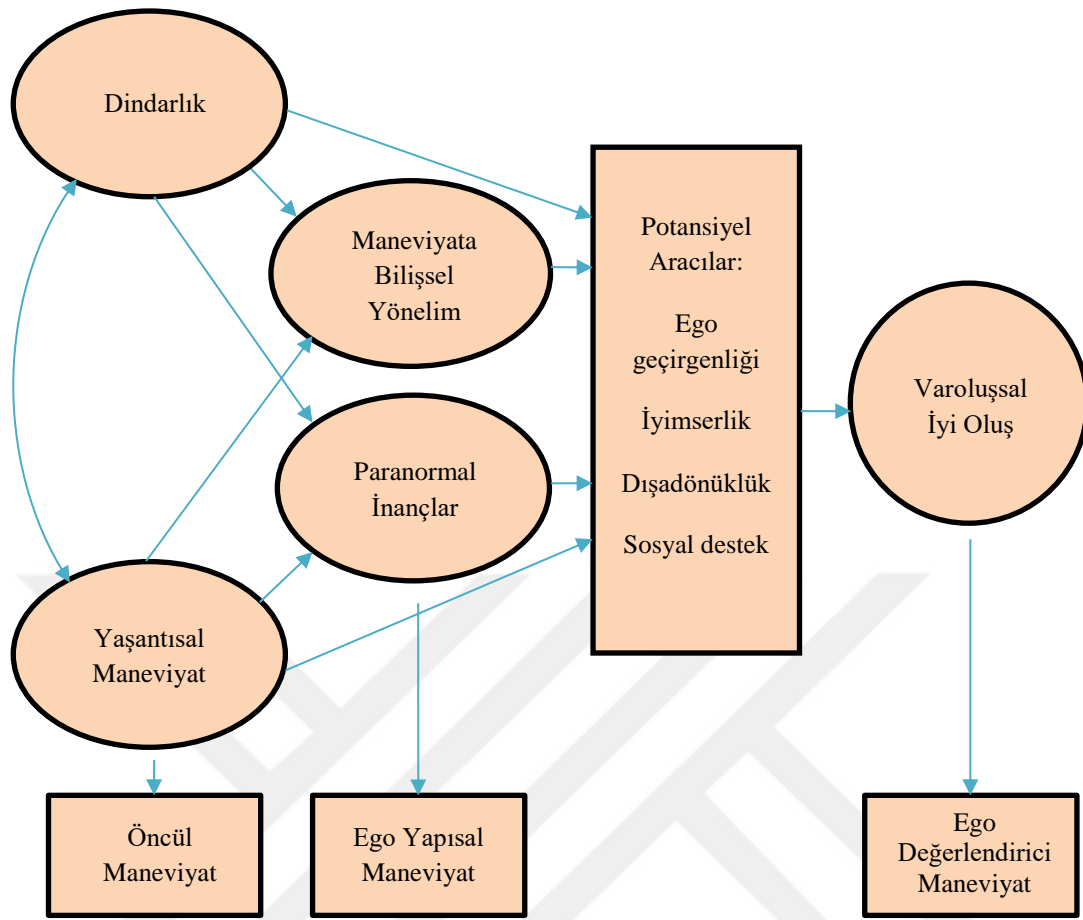 Dindarlık
Maneviyata
Bilişsel
Yönelim
Paranormal
İnançlar
Yaşantısal
Maneviyat
Potansiyel
Aracılar:
Ego
geçirgenliği
İyimserlik
Dışadönüklük
Sosyal destek
Varoluşsal
İyi Oluş
Öncül
Maneviyat
Ego Yapısal
Maneviyat
Ego
Değerlendirici
Maneviyat